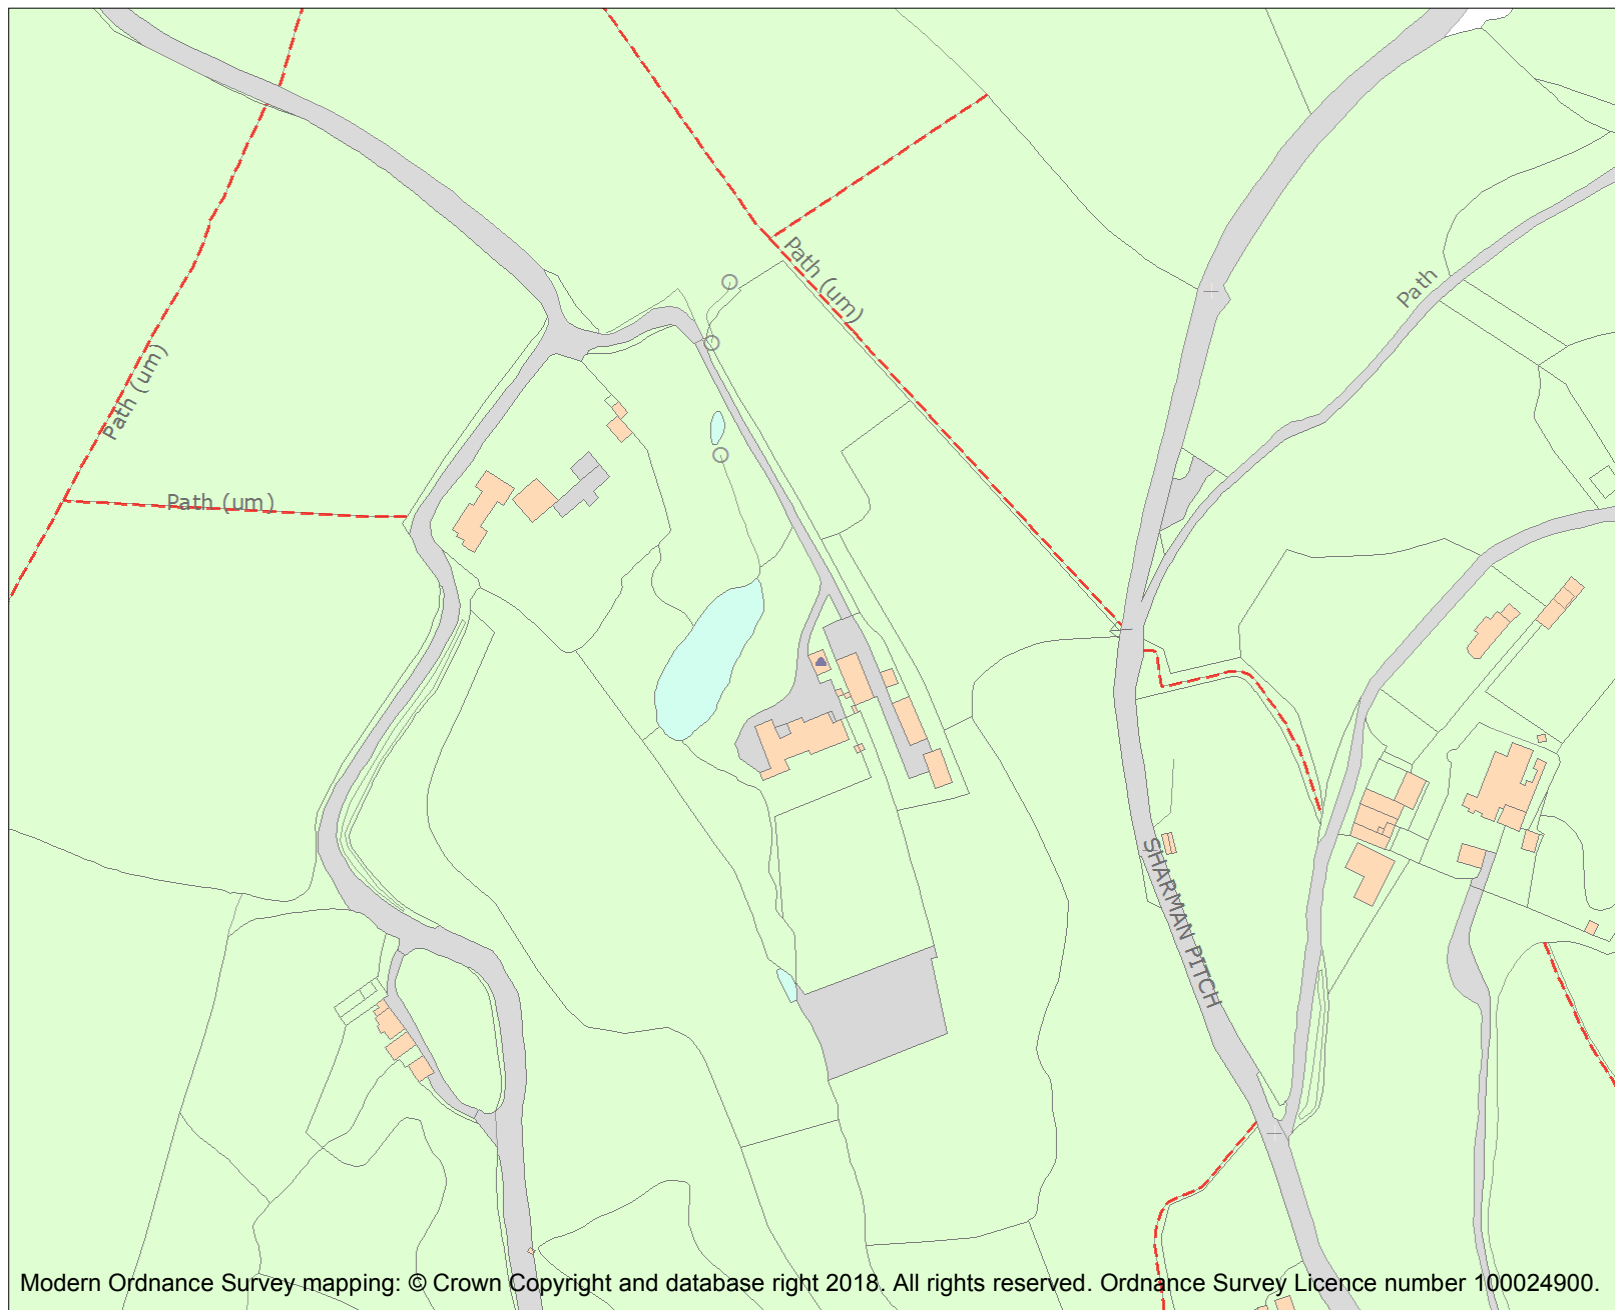 Path (um)
Path
Path (um)
Path (um)
SHARMAN PITCH
Modern Ordnance Survey mapping: © Crown Copyright and database right 2018. All rights reserved. Ordnance Survey Licence number 100024900.